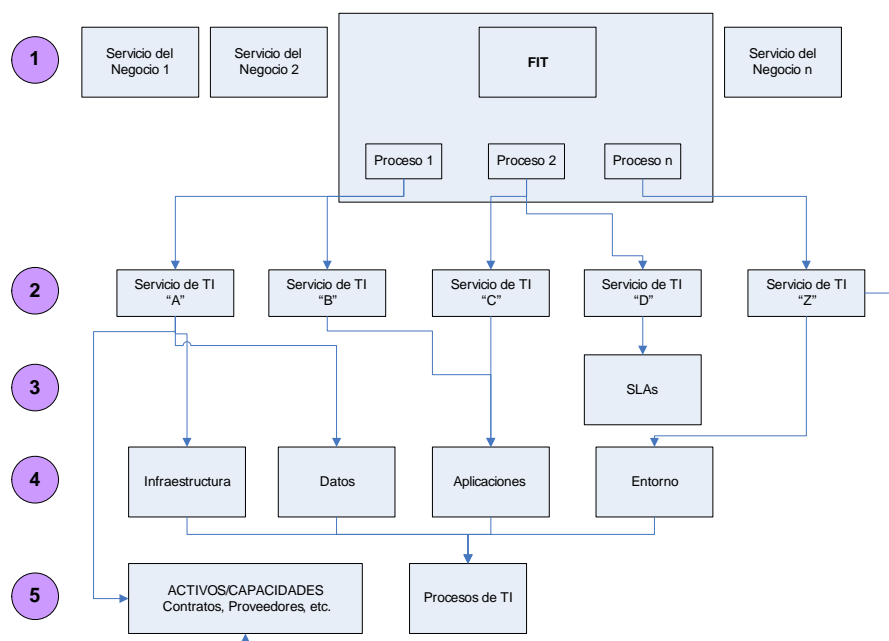 1
Servicio del
Negocio 1
Servicio del
Negocio 2
FIT
Servicio del
Negocio n
Proceso 1
Proceso 2
Proceso n
2
Servicio de TI
“A”
Servicio de TI
“B”
Servicio de TI
“C”
Servicio de TI
“D”
Servicio de TI
“Z”
3
SLAs
4
Infraestructura
Datos
Aplicaciones
Entorno
5
ACTIVOS/CAPACIDADES
Contratos, Proveedores, etc.
Procesos de TI